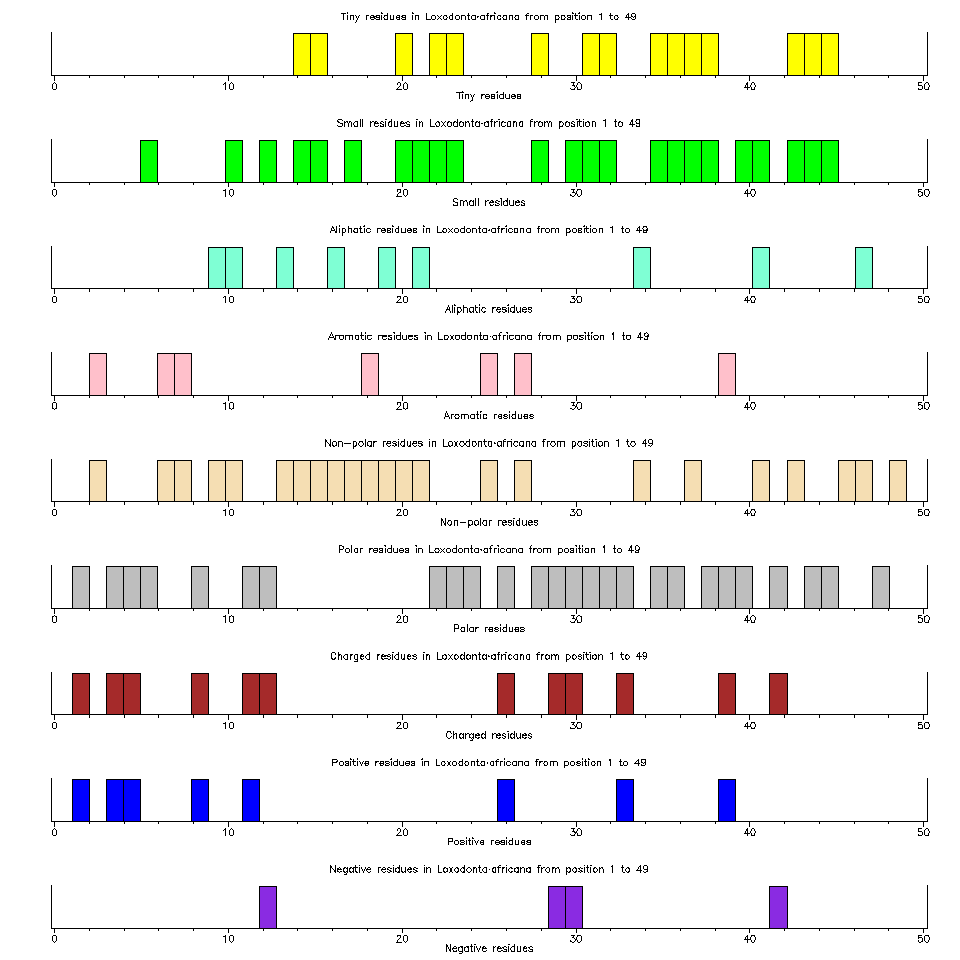 Tiny residues in Loxodonta-africana from position 1 to 49
0 10 20 30 40 50
Tiny residues
Small residues in Loxodonta-africana from position 1 to 49
0 10 20 30 40 50
Small residues
Aliphatic residues in Loxodonta-africana from position 1 to 49
0 10 20 30 40 50
Aliphatic residues
Aromatic residues in Loxodonta-africana from position 1 to 49
0 10 20 30 40 50
Aromatic residues
Non-polar residues in Loxodonta-africana from position 1 to 49
0 10 20 30 40 50
Non-polar residues
Polar residues in Loxodonta-africana from position 1 to 49
0 10 20 30 40 50
Polar residues
Charged residues in Loxodonta-africana from position 1 to 49
0 10 20 30 40 50
Charged residues
Positive residues in Loxodonta-africana from position 1 to 49
0 10 20 30 40 50
Positive residues
Negative residues in Loxodonta-africana from position 1 to 49
0 10 20 30 40 50
Negative residues